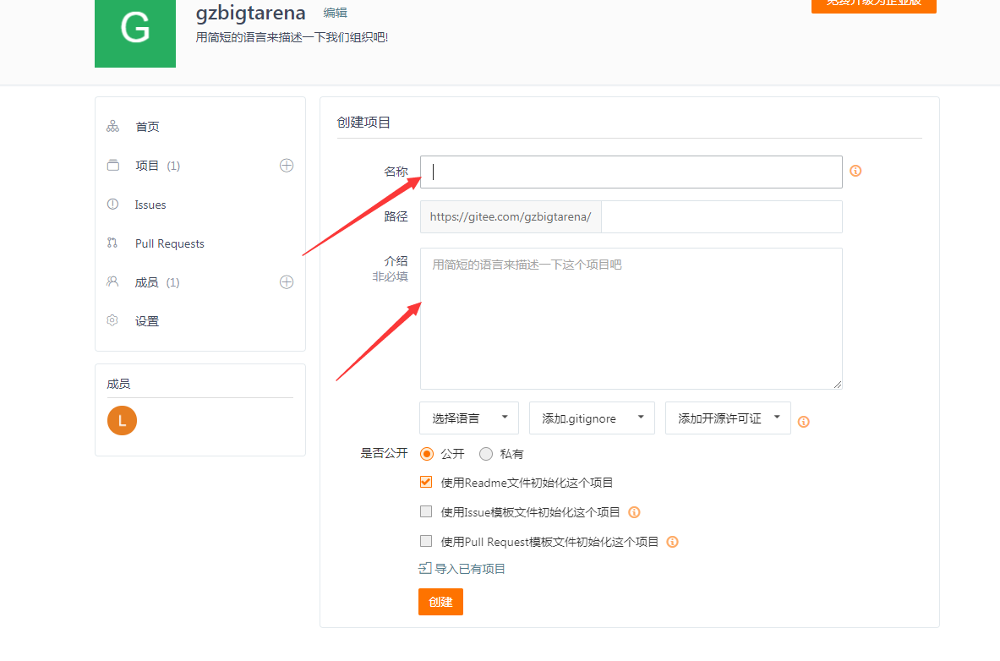 G
gzbigtarena 编辑
用简短的语言来描述一下我们组织吧!
免费升级为企业版
首页
项目 (1)
Issues
Pull Requests
成员 (1)
设置
成员
L
创建项目
名称
路径 https://gitee.com/gzbigtarena/
介绍
非必填
用简短的语言来描述一下这个项目吧
选择语言 添加.gitignore 添加开源许可证
是否公开 公开 私有
使用Readme文件初始化这个项目
使用Issue模板文件初始化这个项目
使用Pull Request模板文件初始化这个项目
导入已有项目
创建